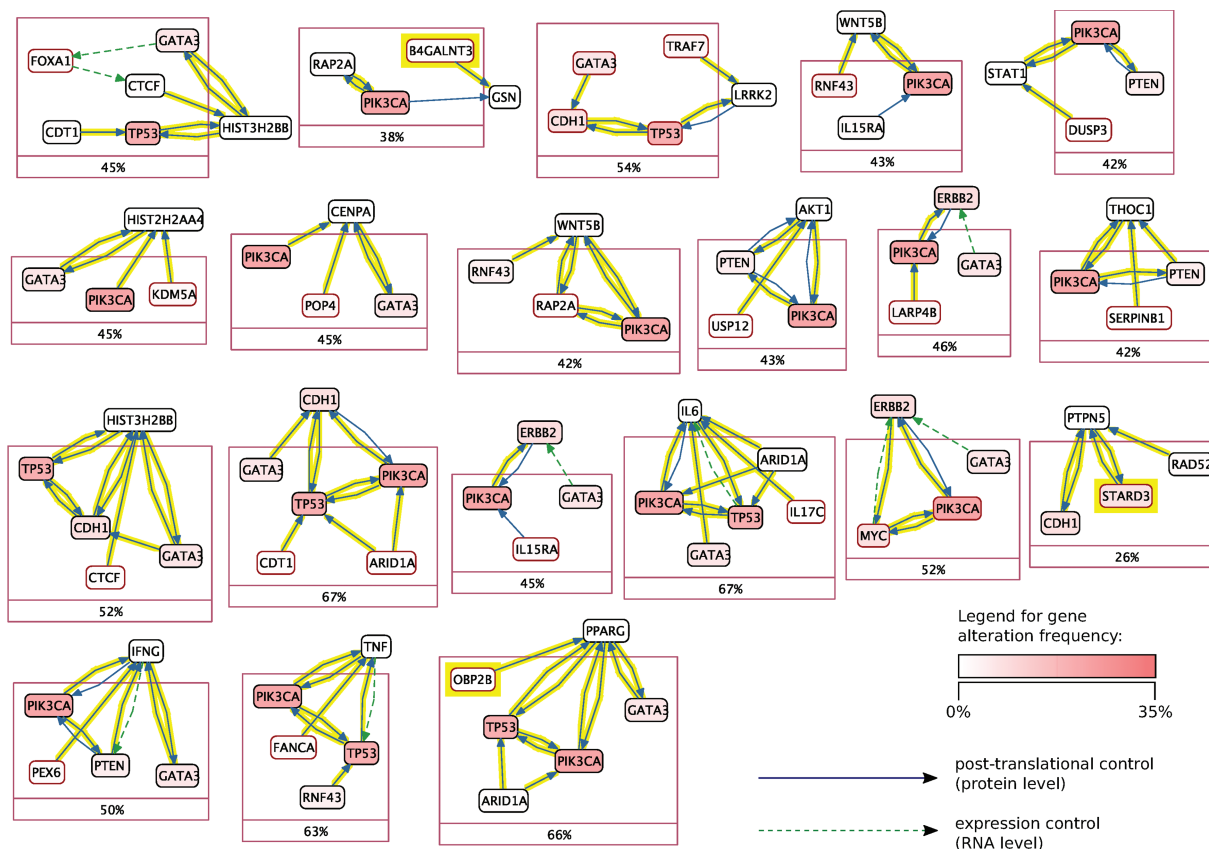 GATA3
FOXA1
CTCF
CDT1
TP53
HIST3H2BB
45%
B4GALNT3
RAP2A
PIK3CA
GSN
38%
TRAF7
GATA3
LRRK2
CDH1
TP53
54%
WNT5B
RNF43
PIK3CA
IL15RA
43%
PIK3CA
STAT1
PTEN
DUSP3
42%
HIST2H2AA4
GATA3
PIK3CA
KDM5A
45%
CENPA
PIK3CA
POP4
GATA3
45%
WNT5B
RNF43
RAP2A
PIK3CA
42%
AKT1
PTEN
USP12
PIK3CA
43%
ERBB2
PIK3CA
GATA3
LARP4B
46%
THOC1
PIK3CA
PTEN
SERPINB1
42%
HIST3H2BB
TP53
CDH1
GATA3
CTCF
52%
CDH1
GATA3
PIK3CA
TP53
CDT1
ARID1A
67%
ERBB2
PIK3CA
GATA3
IL15RA
45%
IL6
ARID1A
PIK3CA
TP53
IL17C
GATA3
67%
ERBB2
GATA3
PIK3CA
MYC
52%
PTPN5
RAD52
STARD3
CDH1
26%
IFNG
PIK3CA
PEX6
PTEN
GATA3
50%
TNF
PIK3CA
FANCA
TP53
RNF43
63%
PPARG
OBP2B
GATA3
TP53
PIK3CA
ARID1A
66%
Legend for gene
alteration frequency:
0%
35%
post-translational control
(protein level)
expression control
(RNA level)